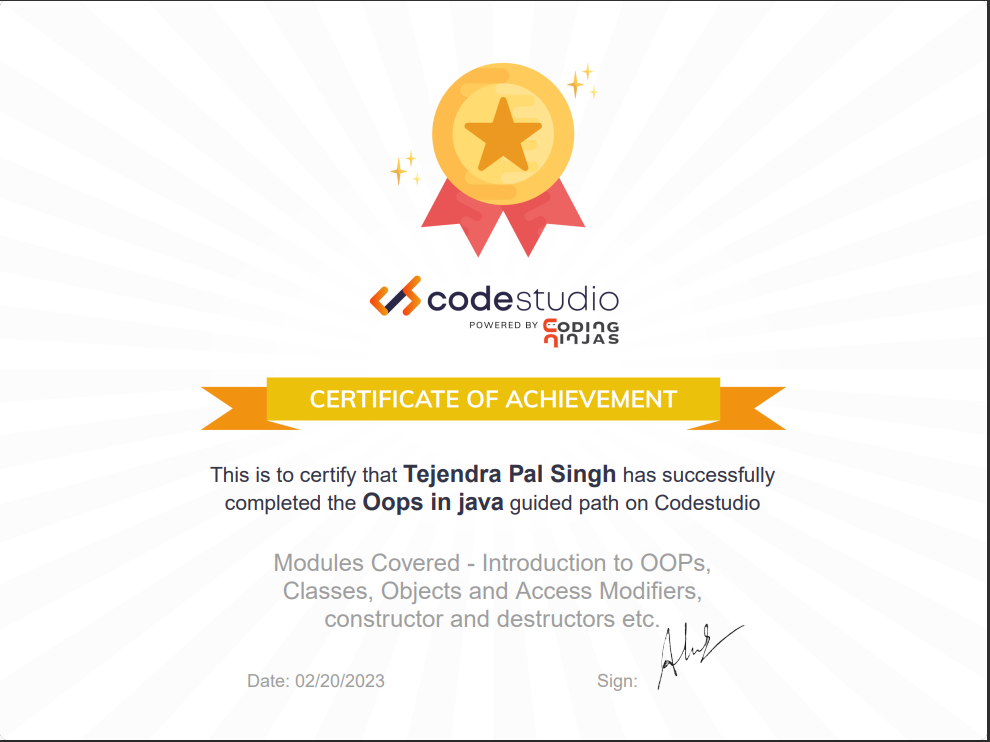 codestudio
POWERED BY CODING NINJAS
CERTIFICATE OF ACHIEVEMENT
This is to certify that Tejendra Pal Singh has successfully
completed the Oops in java guided path on Codestudio
Modules Covered - Introduction to OOPs,
Classes, Objects and Access Modifiers,
constructor and destructors etc.
Date: 02/20/2023 Sign: